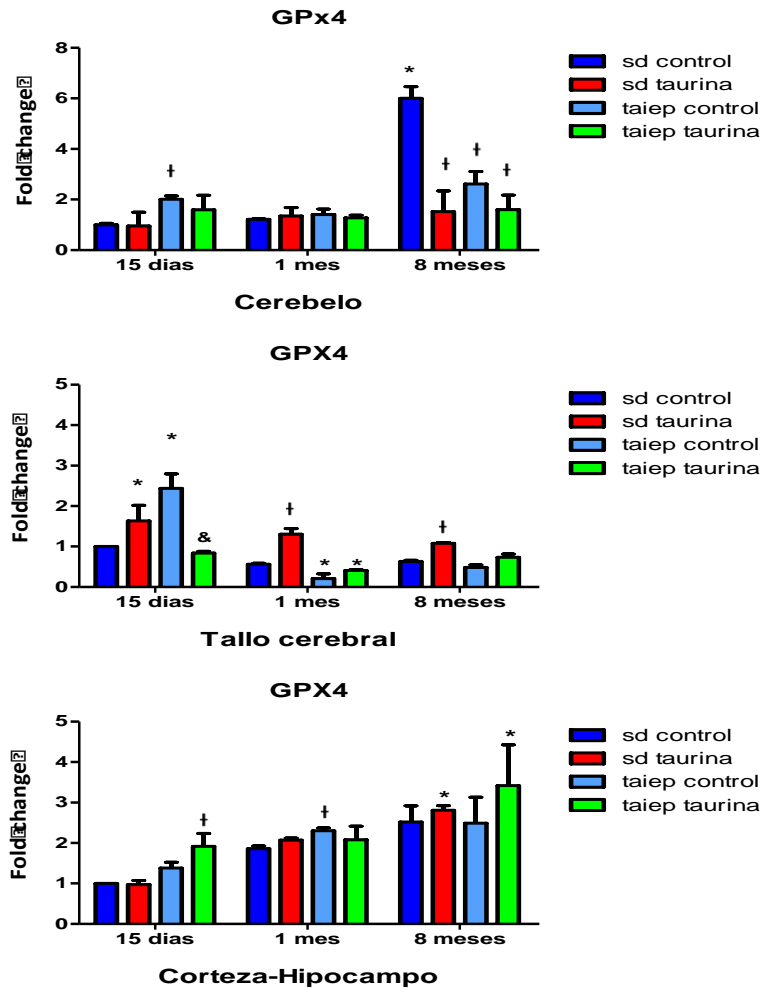 GPx4
8
6
4
2
0
Fold change
*
ƚ
ƚ
ƚ
ƚ
15 dias 1 mes 8 meses
Cerebelo
sd control
sd taurina
taiep control
taiep taurina
GPX4
5
4
3
2
1
0
Fold change
*
*
&
ƚ
*
*
ƚ
15 dias 1 mes 8 meses
Tallo cerebral
sd control
sd taurina
taiep control
taiep taurina
GPX4
5
4
3
2
1
0
Fold change
ƚ
ƚ
*
*
15 dias 1 mes 8 meses
Corteza-Hipocampo
sd control
sd taurina
taiep control
taiep taurina